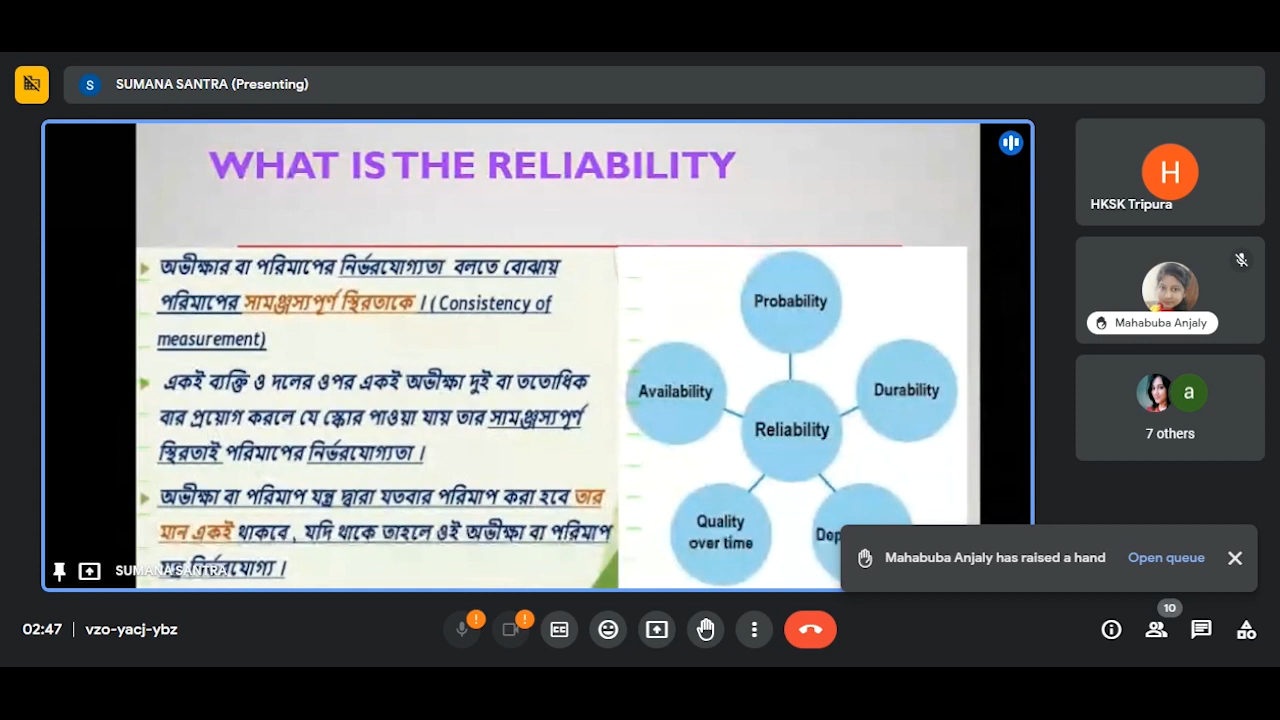 S SUMANA SANTRA (Presenting)
WHAT IS THE RELIABILITY
অভীক্ষার বা পরিমাপের নির্ভরযোগ্যতা বলতে বোঝায়
পরিমাপের সামঞ্জস্যপূর্ণ স্থিরতাকে । ( Consistency of
measurement)
একই ব্যক্তি ও দলের ওপর একই অভীক্ষা দুই বা ততোধিক
বার প্রয়োগ করলে যে স্কোর পাওয়া যায় তার সামঞ্জস্যপূর্ণ
স্থিরতাই পরিমাপের নির্ভরযোগ্যতা ।
অভীক্ষা বা পরিমাপ যন্ত্র দ্বারা যতবার পরিমাপ করা হবে তার
মান একই থাকবে , যদি থাকে তাহলে ওই অভীক্ষা বা পরিমাপ
Probability
Availability
Durability
Reliability
Quality
over time
SUMANA SANTRA
H
HKSK Tripura
Mahabuba Anjaly
a
7 others
Mahabuba Anjaly has raised a hand Open queue
02:47 | vzo-yacj-ybz
10